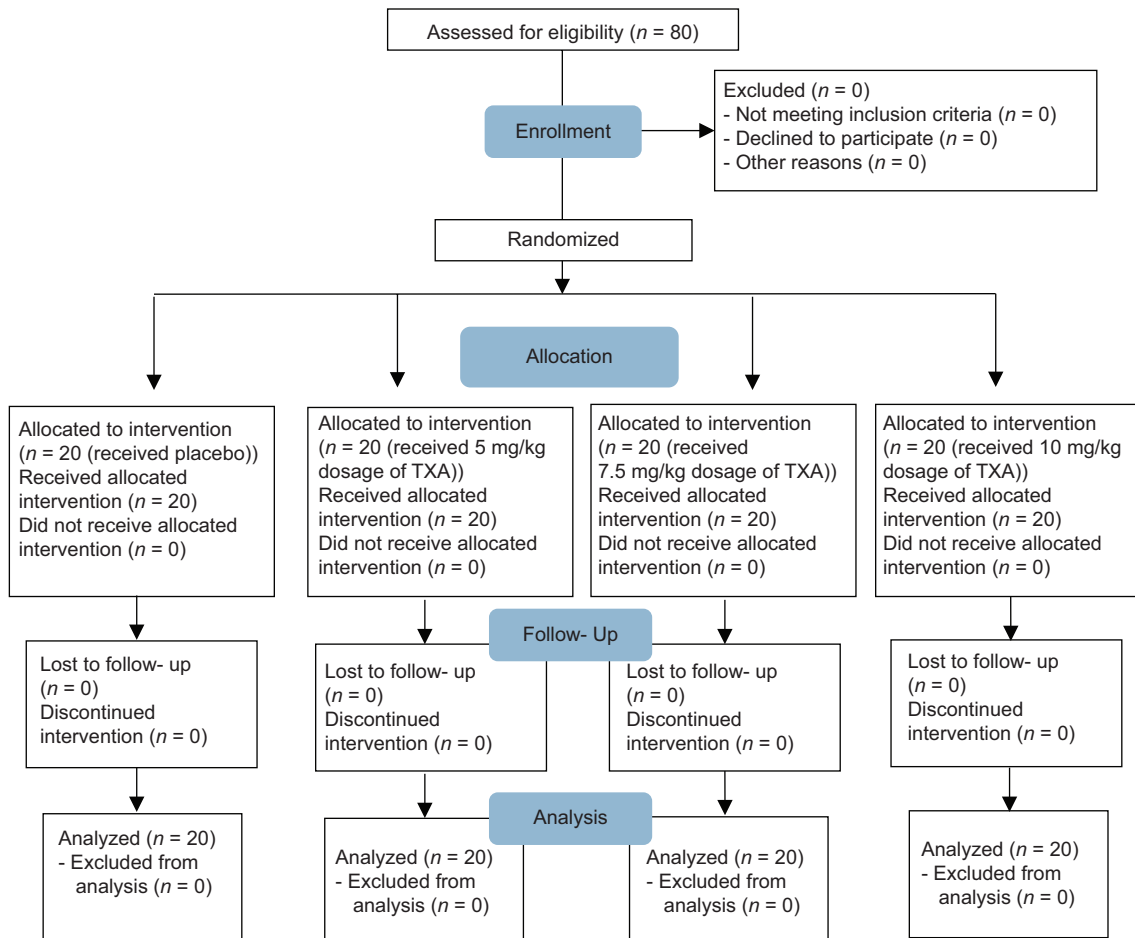 Assessed for eligibility (n = 80)
Excluded (n = 0)
- Not meeting inclusion criteria (n = 0)
- Declined to participate (n = 0)
- Other reasons (n = 0)
Enrollment
Randomized
Allocation
Allocated to intervention
(n = 20 (received placebo))
Received allocated
intervention (n = 20)
Did not receive allocated
intervention (n = 0)
Allocated to intervention
(n = 20 (received 5 mg/kg
dosage of TXA))
Received allocated
intervention (n = 20)
Did not receive allocated
intervention (n = 0)
Allocated to intervention
(n = 20 (received
7.5 mg/kg dosage of TXA))
Received allocated
intervention (n = 20)
Did not receive allocated
intervention (n = 0)
Allocated to intervention
(n = 20 (received 10 mg/kg
dosage of TXA))
Received allocated
intervention (n = 20)
Did not receive allocated
intervention (n = 0)
Follow- Up
Lost to follow- up
(n = 0)
Discontinued
intervention (n = 0)
Lost to follow- up
(n = 0)
Discontinued
intervention (n = 0)
Lost to follow- up
(n = 0)
Discontinued
intervention (n = 0)
Lost to follow- up
(n = 0)
Discontinued
intervention (n = 0)
Analysis
Analyzed (n = 20)
- Excluded from
analysis (n = 0)
Analyzed (n = 20)
- Excluded from
analysis (n = 0)
Analyzed (n = 20)
- Excluded from
analysis (n = 0)
Analyzed (n = 20)
- Excluded from
analysis (n = 0)